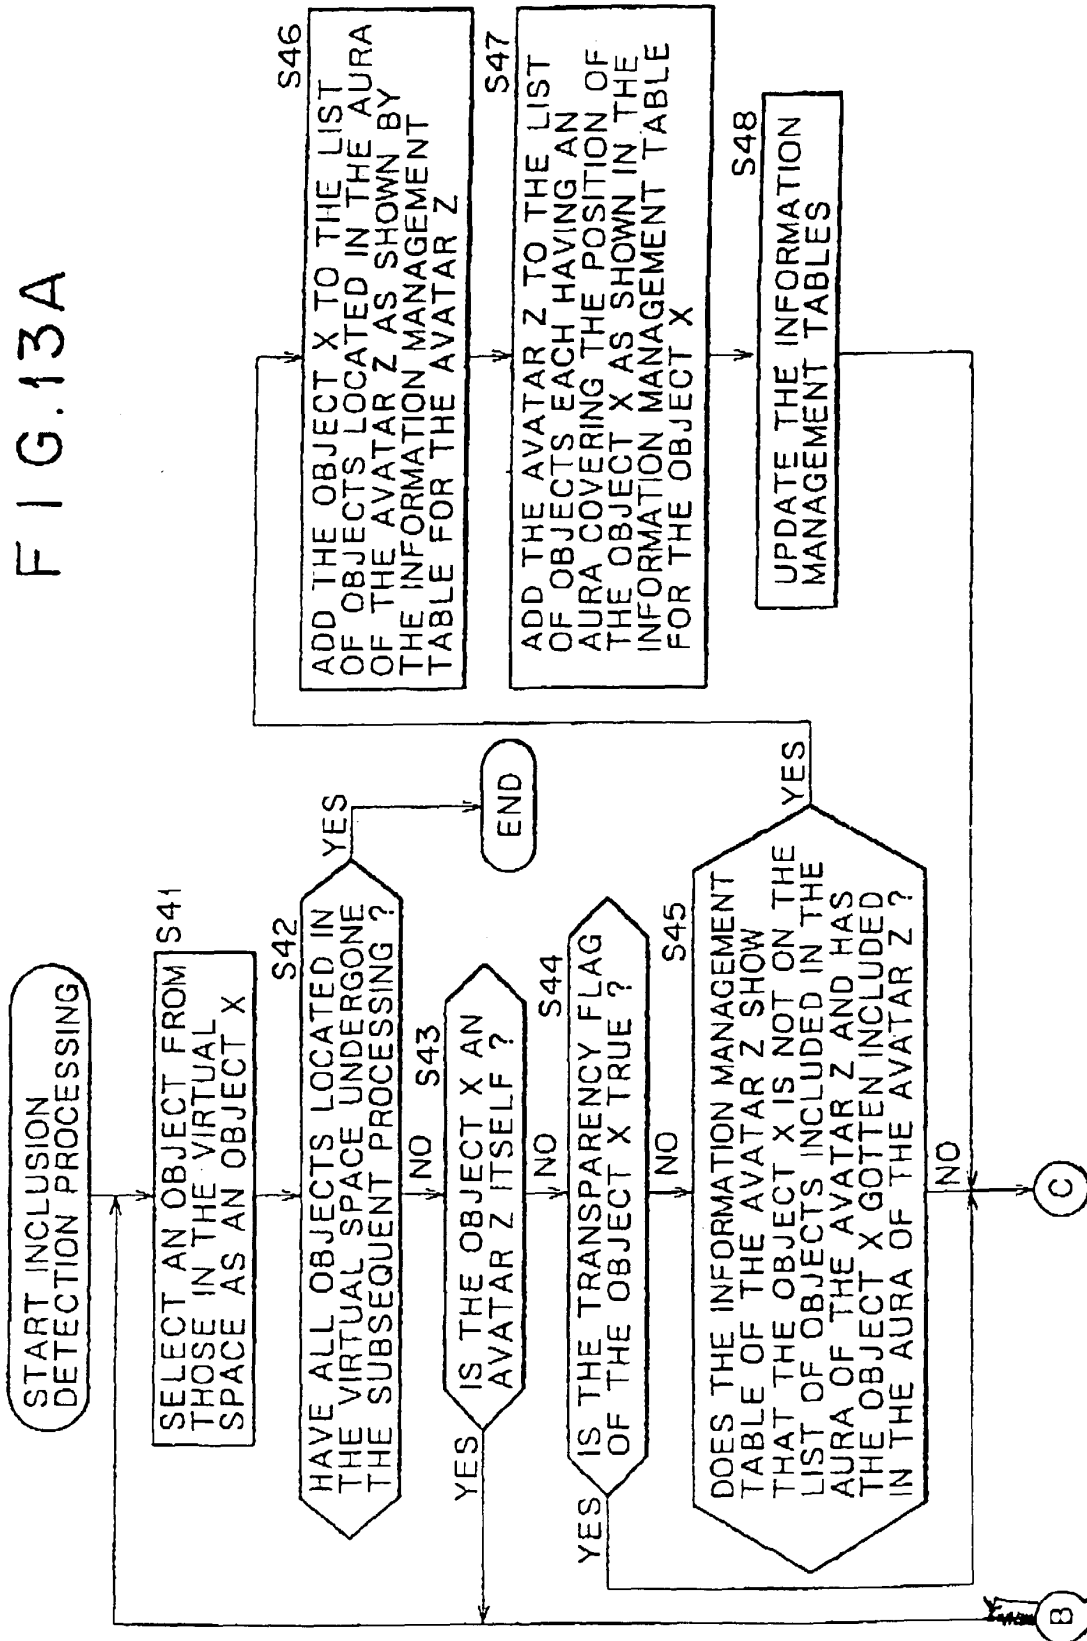 FIG.13A
START INCLUSION
DETECTION PROCESSING
S41
SELECT AN OBJECT FROM
THOSE IN THE VIRTUAL
SPACE AS AN OBJECT X
S42
HAVE ALL OBJECTS LOCATED IN
THE VIRTUAL SPACE UNDERGONE
THE SUBSEQUENT PROCESSING ?
YES
END
NO
S43
IS THE OBJECT X AN
AVATAR Z ITSELF ?
YES
NO
S44
IS THE TRANSPARENCY FLAG
OF THE OBJECT X TRUE ?
YES
NO
S45
DOES THE INFORMATION MANAGEMENT
TABLE OF THE AVATAR Z SHOW
THAT THE OBJECT X IS NOT ON THE
LIST OF OBJECTS INCLUDED IN THE
AURA OF THE AVATAR Z AND HAS
THE OBJECT X GOTTEN INCLUDED
IN THE AURA OF THE AVATAR Z ?
YES
NO
S46
ADD THE OBJECT X TO THE LIST
OF OBJECTS LOCATED IN THE AURA
OF THE AVATAR Z AS SHOWN BY
THE INFORMATION MANAGEMENT
TABLE FOR THE AVATAR Z
S47
ADD THE AVATAR Z TO THE LIST
OF OBJECTS EACH HAVING AN
AURA COVERING THE POSITION OF
THE OBJECT X AS SHOWN IN THE
INFORMATION MANAGEMENT TABLE
FOR THE OBJECT X
S48
UPDATE THE INFORMATION
MANAGEMENT TABLES
B
C